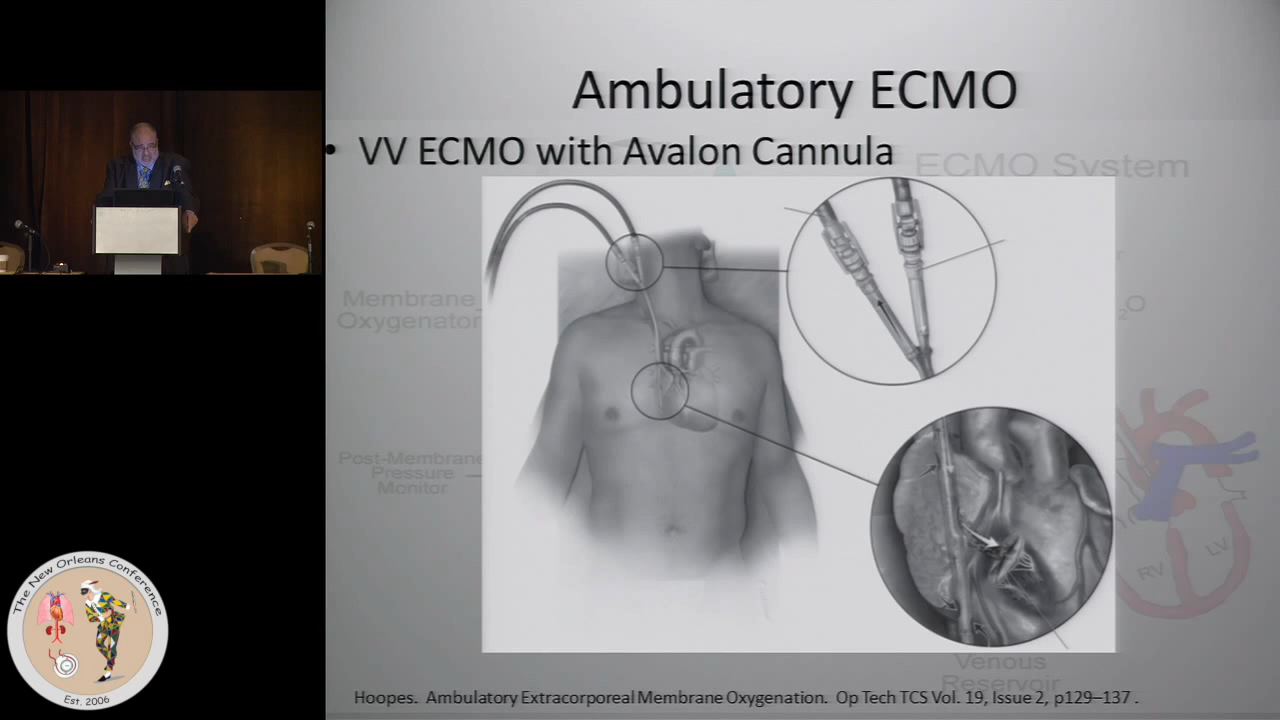 Ambulatory ECMO
• VV ECMO with Avalon Cannula
ECMO System
Membrane
Oxygenator
Post-Membrane
Pressure
Monitor
RV
LV
Venous
Reservoir
Hoopes. Ambulatory Extracorporeal Membrane Oxygenation. Op Tech TCS Vol. 19, Issue 2, p129–137 .
The New Orleans Conference
Est. 2006